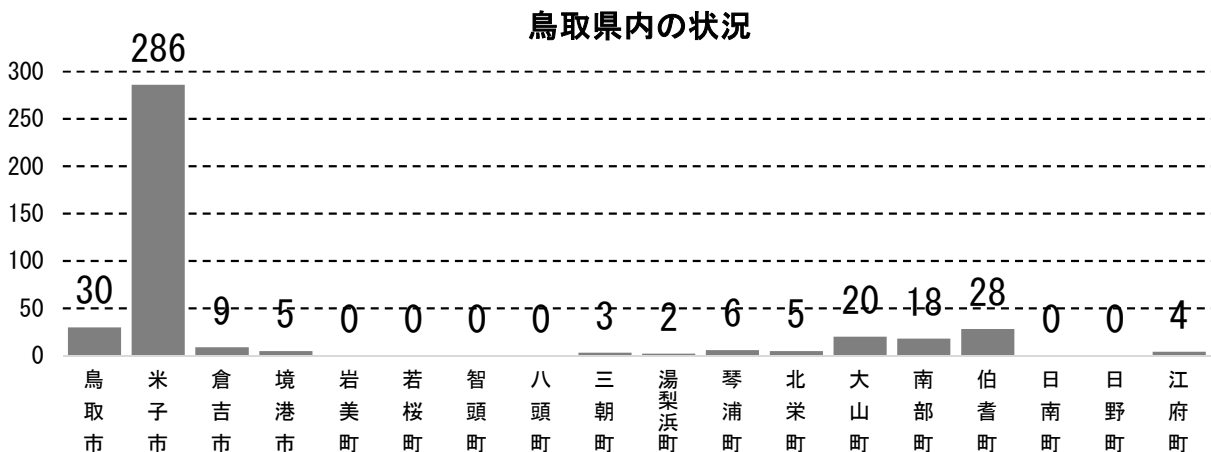 鳥取県内の状況
300
250
200
150
100
50
0
30
286
9
5
0
0
0
0
3
2
6
5
20
18
28
0
0
4
鳥取市
米子市
倉吉市
境港市
岩美町
若桜町
智頭町
八頭町
三朝町
湯梨浜町
琴浦町
北栄町
大山町
南部町
伯耆町
日南町
日野町
江府町